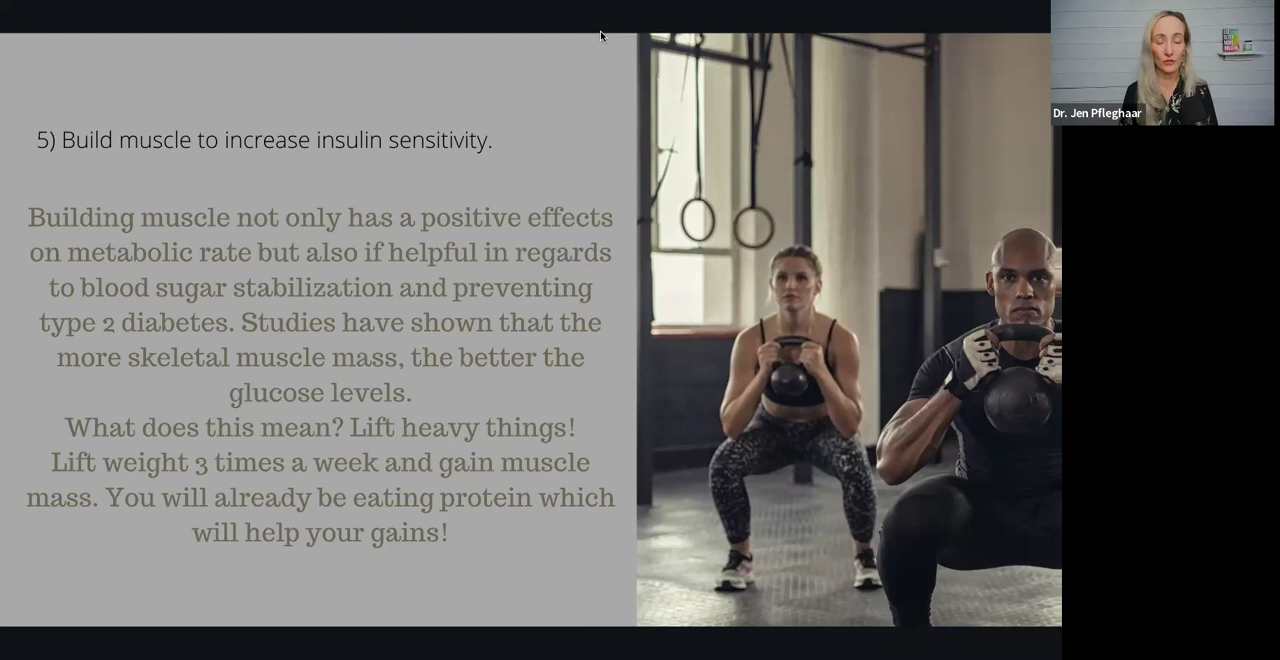 5) Build muscle to increase insulin sensitivity.
Building muscle not only has a positive effects
on metabolic rate but also if helpful in regards
to blood sugar stabilization and preventing
type 2 diabetes. Studies have shown that the
more skeletal muscle mass, the better the
glucose levels.
What does this mean? Lift heavy things!
Lift weight 3 times a week and gain muscle
mass. You will already be eating protein which
will help your gains!
Dr. Jen Pfleghaar